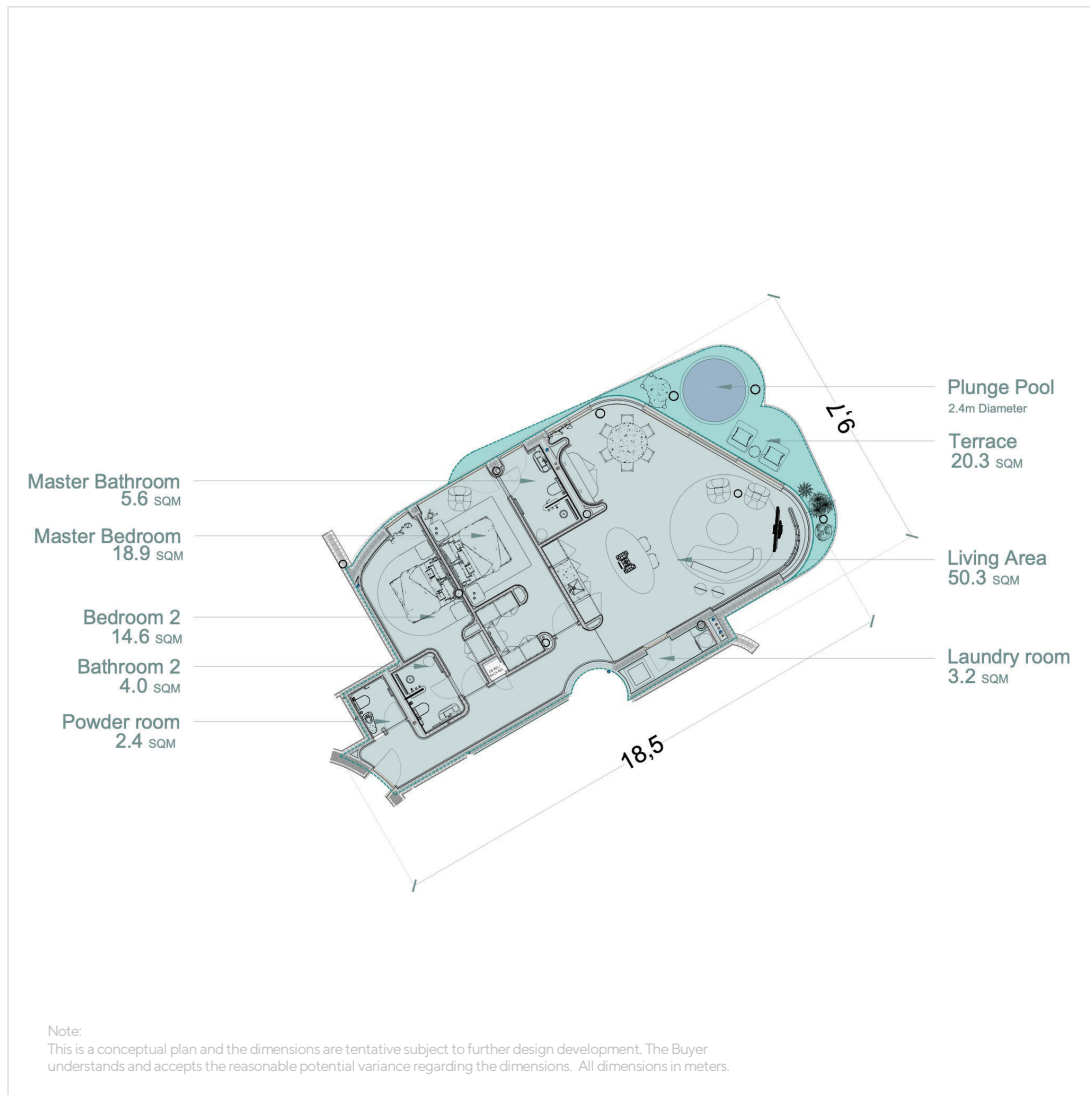 Plunge Pool
2.4m Diameter
Terrace
20.3 SQM
9,7
Master Bathroom
5.6 SQM
Master Bedroom
18.9 SQM
Living Area
50.3 SQM
Bedroom 2
14.6 SQM
Bathroom 2
4.0 SQM
Laundry room
3.2 SQM
Powder room
2.4 SQM
18,5
Note:
This is a conceptual plan and the dimensions are tentative subject to further design development. The Buyer
understands and accepts the reasonable potential variance regarding the dimensions. All dimensions in meters.